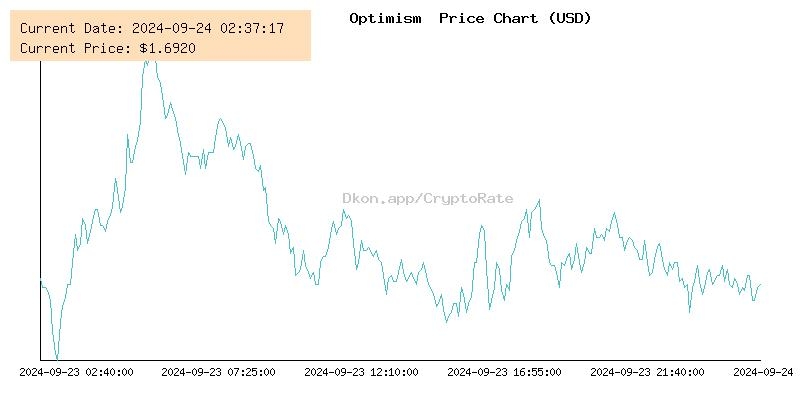 Optimism  Price Chart (USD)
Current Date: 2024-09-24 02:37:17
Current Price: $1.6920
Dkon.app/CryptoRate
2024-09-23 02:40:00 2024-09-23 07:25:00 2024-09-23 12:10:00 2024-09-23 16:55:00 2024-09-23 21:40:00 2024-09-24